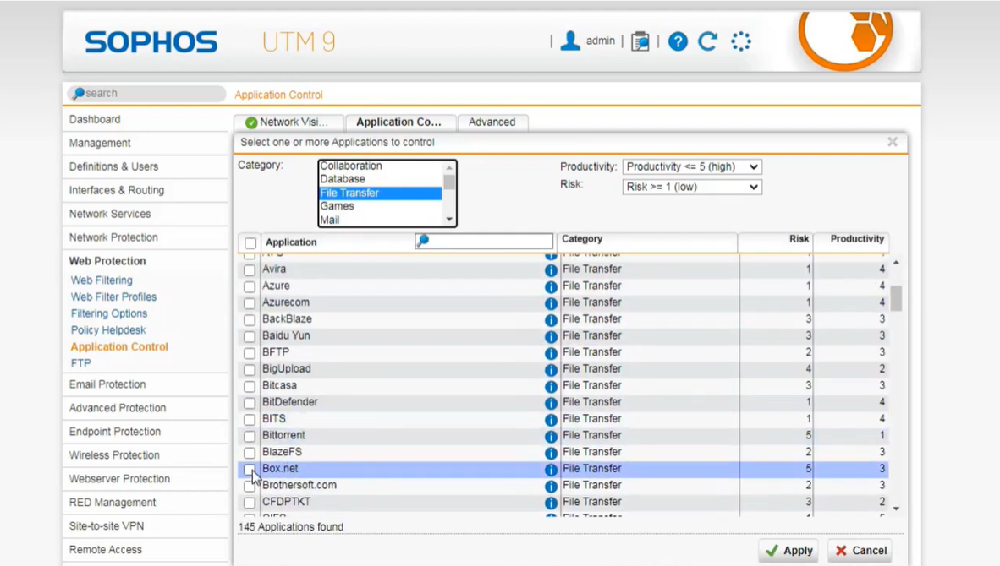 SOPHOS UTM 9 | admin | | ?
search
Application Control
Dashboard
Management
Definitions & Users
Interfaces & Routing
Network Services
Network Protection
Web Protection
Web Filtering
Web Filter Profiles
Filtering Options
Policy Helpdesk
Application Control
FTP
Email Protection
Advanced Protection
Endpoint Protection
Wireless Protection
Webserver Protection
RED Management
Site-to-site VPN
Remote Access
Network Visi... Application Co... Advanced
Select one or more Applications to control
Category:
Collaboration
Database
File Transfer
Games
Mail
Productivity: Productivity <= 5 (high)
Risk: Risk >= 1 (low)
Application Category Risk Productivity
Avira File Transfer 1 4
Azure File Transfer 1 4
Azurecom File Transfer 1 4
BackBlaze File Transfer 3 3
Baidu Yun File Transfer 3 3
BFTP File Transfer 2 3
BigUpload File Transfer 4 2
Bitcasa File Transfer 3 3
BitDefender File Transfer 1 4
BITS File Transfer 1 4
Bittorrent File Transfer 5 1
BlazeFS File Transfer 2 3
Box.net File Transfer 5 3
Brothersoft.com File Transfer 2 3
CFDPTKT File Transfer 3 2
145 Applications found
Apply Cancel